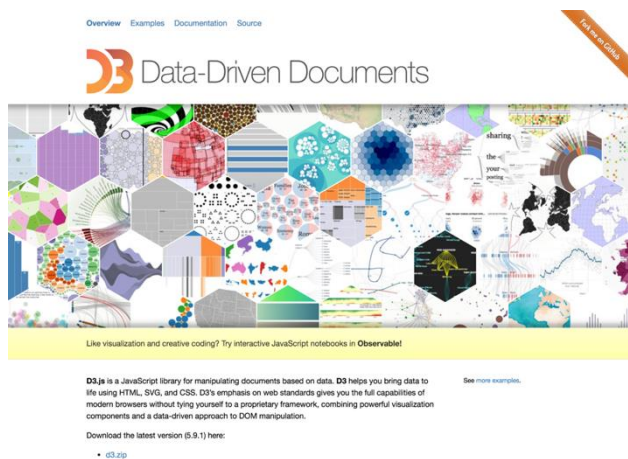 Overview Examples Documentation Source
Fork me on GitHub
D3 Data-Driven Documents
sharing
the
your
Like visualization and creative coding? Try interactive JavaScript notebooks in Observable!
D3.js is a JavaScript library for manipulating documents based on data. D3 helps you bring data to
life using HTML, SVG, and CSS. D3's emphasis on web standards gives you the full capabilities of
modern browsers without tying yourself to a proprietary framework, combining powerful visualization
components and a data-driven approach to DOM manipulation.
See more examples.
Download the latest version (5.9.1) here:
• d3.zip